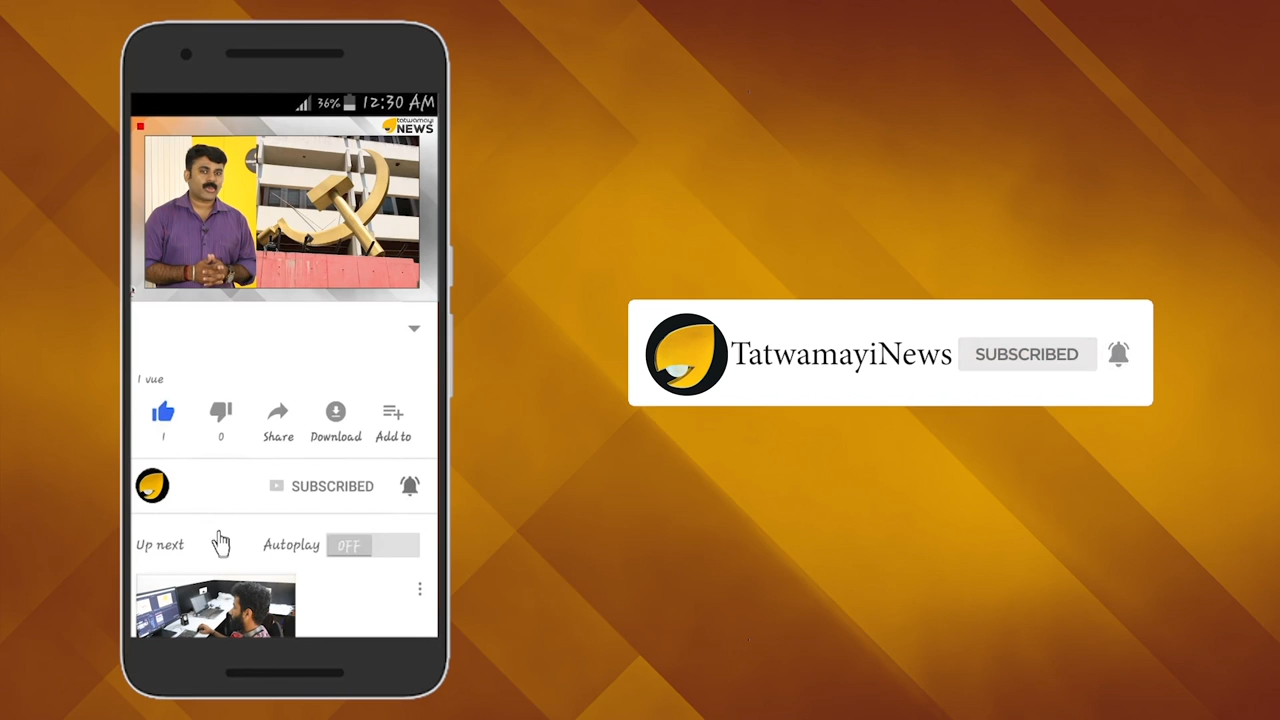 36% 12:30 AM
tatwamayi
NEWS
1 vue
1 0 Share Download Add to
SUBSCRIBED
Up next Autoplay OFF
TatwamayiNews SUBSCRIBED